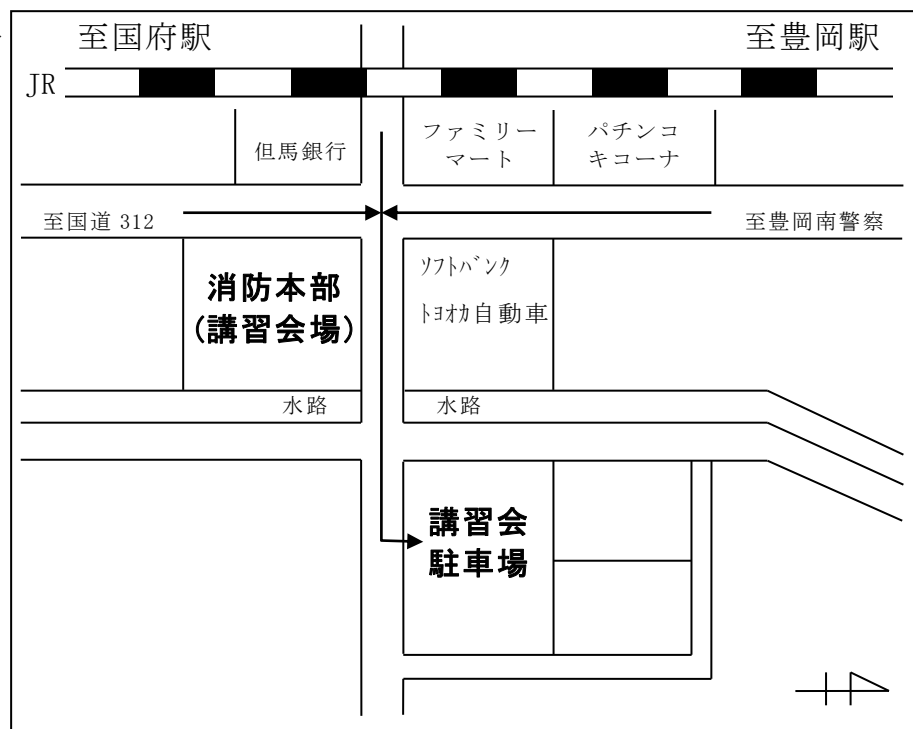 至国府駅
至豊岡駅
JR
但馬銀行
ファミリー
マート
パチンコ
キコーナ
至国道 312
至豊岡南警察
消防本部
(講習会場)
ｿﾌﾄﾊﾞﾝｸ
ﾄﾖｵｶ自動車
水路
水路
講習会
駐車場